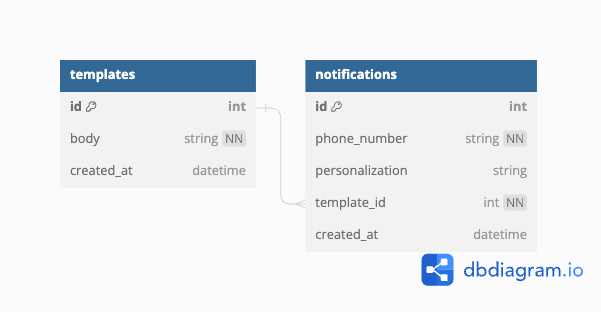 templates
id int
body string NN
created_at datetime
notifications
id int
phone_number string NN
personalization string
template_id int NN
created_at datetime
dbdiagram.io